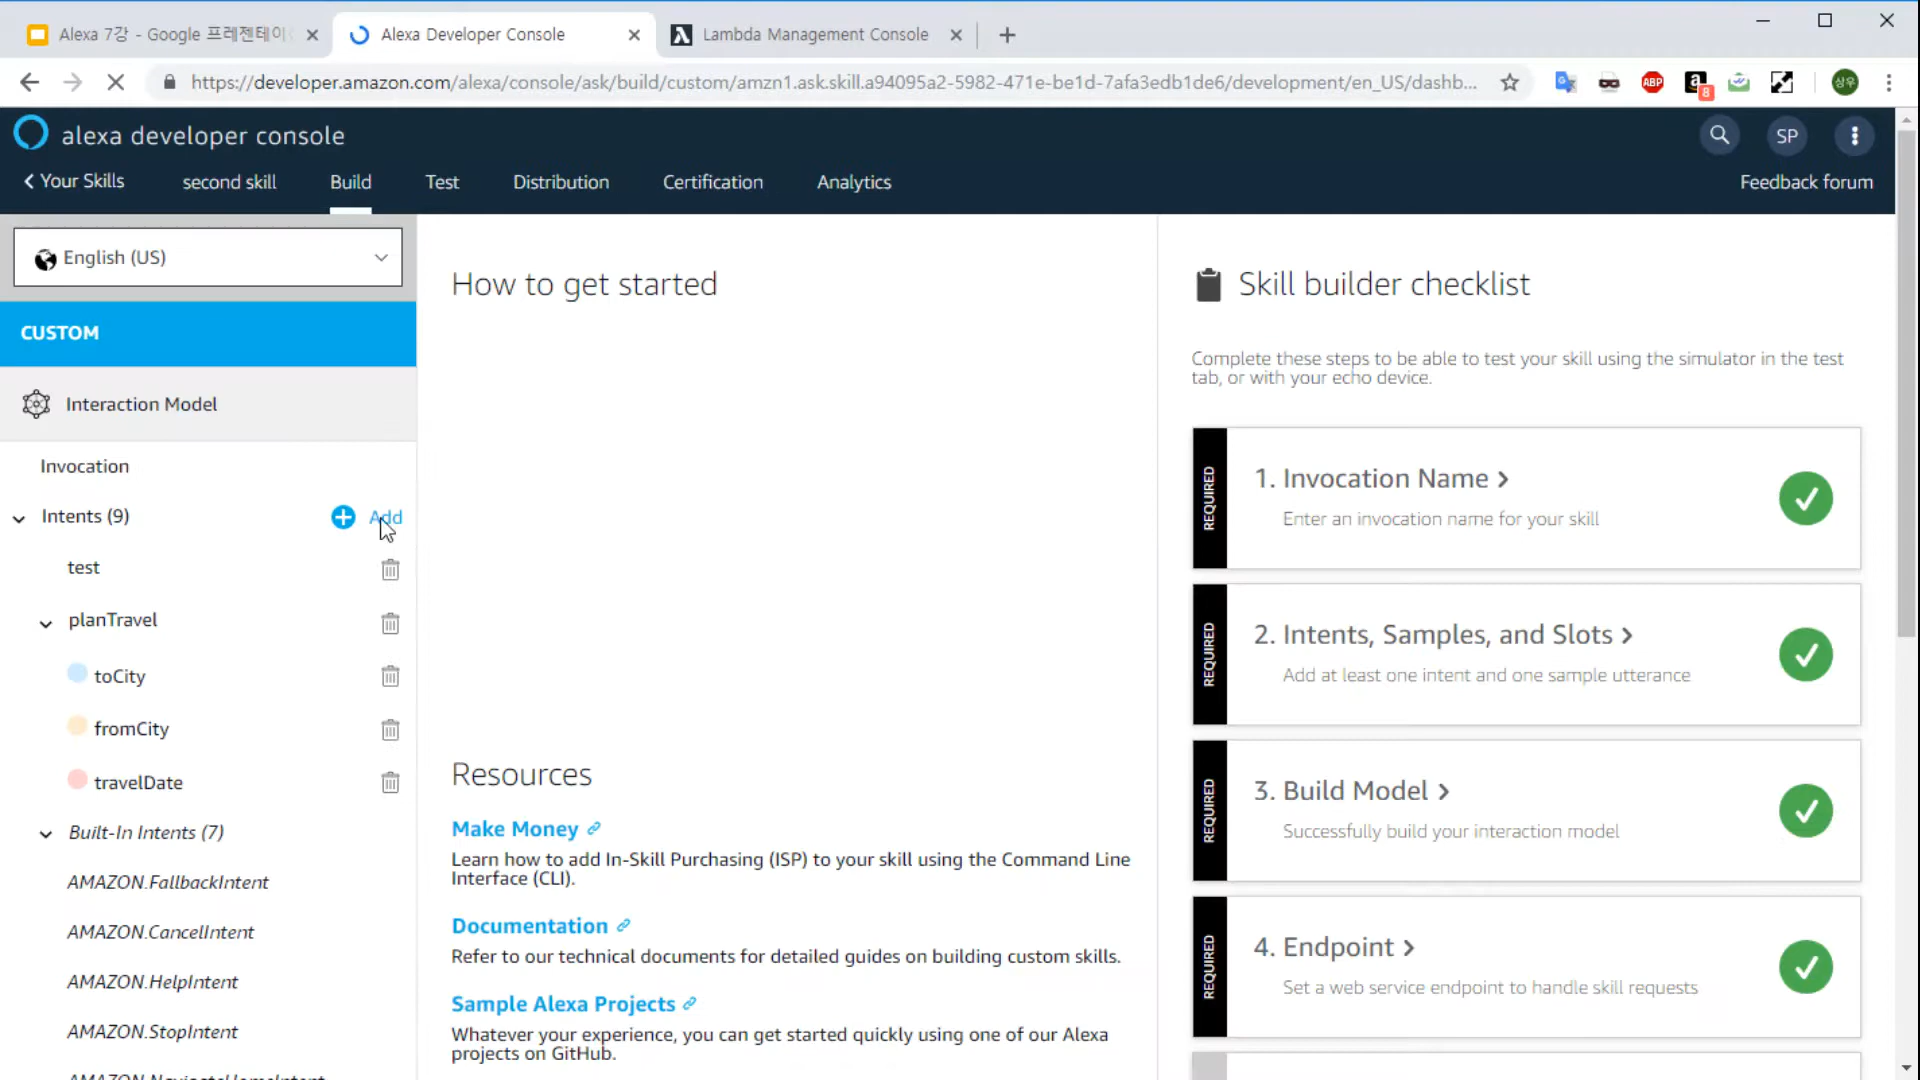 Alexa 7강 - Google 프레젠테이
Alexa Developer Console
Lambda Management Console
https://developer.amazon.com/alexa/console/ask/build/custom/amzn1.ask.skill.a94095a2-5982-471e-be1d-7afa3edb1de6/development/en_US/dashb...
ABP
8
상우
alexa developer console
SP
Your Skills
second skill
Build
Test
Distribution
Certification
Analytics
Feedback forum
English (US)
CUSTOM
Interaction Model
Invocation
Intents (9)
Add
test
planTravel
toCity
fromCity
travelDate
Built-In Intents (7)
AMAZON.FallbackIntent
AMAZON.CancelIntent
AMAZON.HelpIntent
AMAZON.StopIntent
AMAZON.NavigateHomeIntent
How to get started
Resources
Make Money
Learn how to add In-Skill Purchasing (ISP) to your skill using the Command Line
Interface (CLI).
Documentation
Refer to our technical documents for detailed guides on building custom skills.
Sample Alexa Projects
Whatever your experience, you can get started quickly using one of our Alexa
projects on GitHub.
Skill builder checklist
Complete these steps to be able to test your skill using the simulator in the test
tab, or with your echo device.
REQUIRED
1. Invocation Name
Enter an invocation name for your skill
REQUIRED
2. Intents, Samples, and Slots
Add at least one intent and one sample utterance
REQUIRED
3. Build Model
Successfully build your interaction model
REQUIRED
4. Endpoint
Set a web service endpoint to handle skill requests